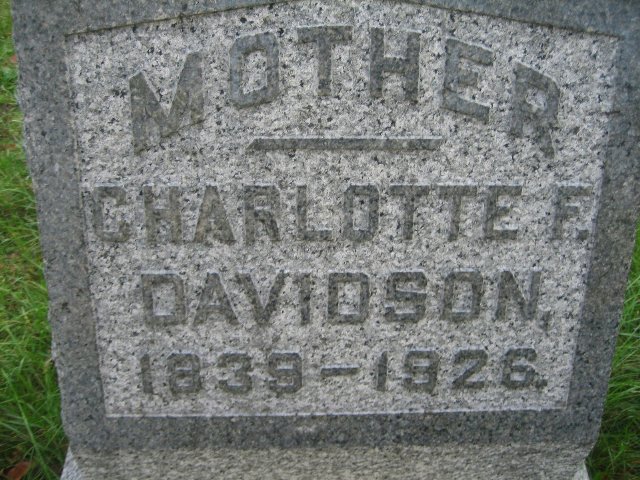 MOTHER
CHARLOTTE F.
DAVIDSON,
1839-1926.